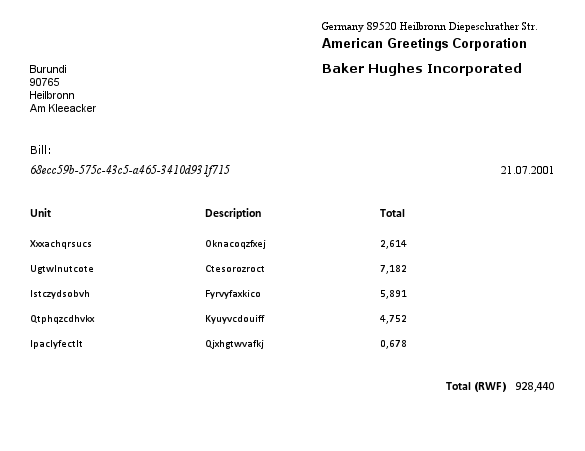 Germany 89520 Heilbronn Diepeschrather Str.
American Greetings Corporation
Baker Hughes Incorporated
Burundi
90765
Heilbronn
Am Kleeacker
Bill:
68ecc59b-575c-43c5-a465-3410d931f715 21.07.2001
Unit Description Total
Xxxachqrsucs Oknacoqzfxej 2,614
Ugtwlnutcote Ctesorozroct 7,182
Istczydsobvh Fyrvyfaxkico 5,891
Qtphqzcdhvkx Kyuyvcdouiff 4,752
Ipaclyfectlt Qjxhgtwvafkj 0,678
Total (RWF) 928,440